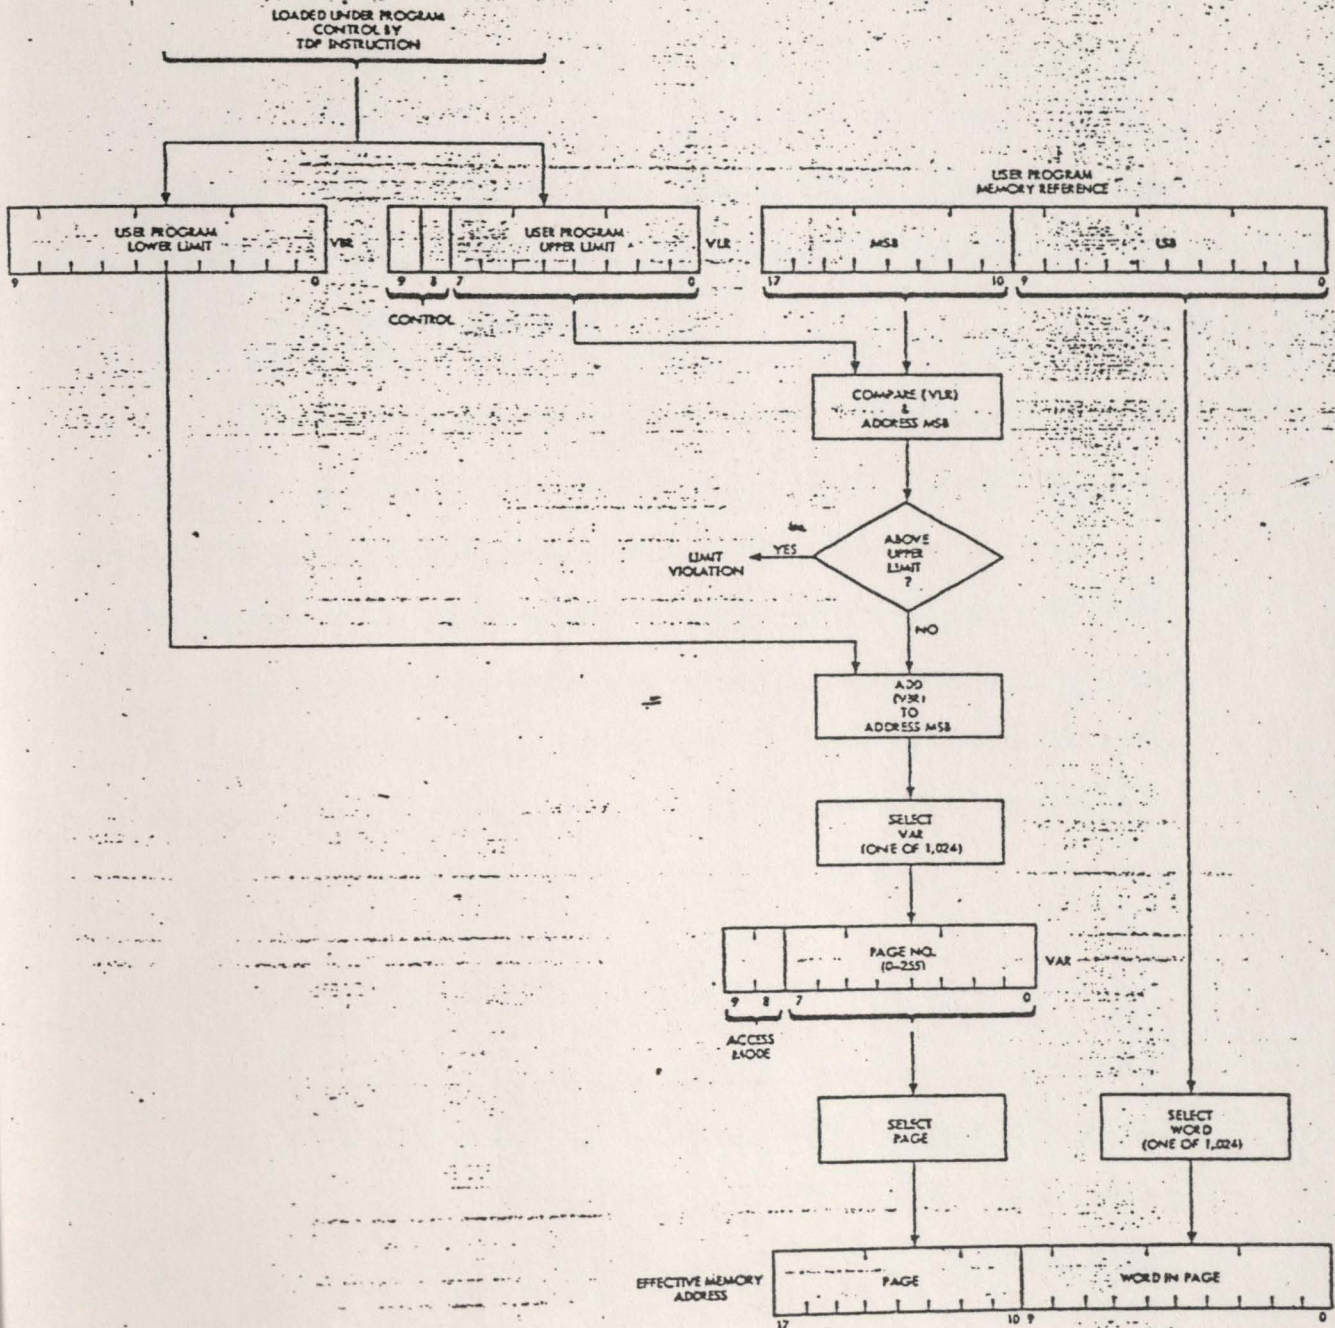 LOADED UNDER PROGRAM
CONTROL BY
TDP INSTRUCTION
USER PROGRAM
MEMORY REFERENCE
USER PROGRAM
LOWER LIMIT
VBR
USER PROGRAM
UPPER LIMIT
VLR
MSB
LSB
9 0
9 8 7 0
17 10 9 0
CONTROL
COMPARE (VLR)
&
ADDRESS MSB
ABOVE
UPPER
LIMIT
?
YES
LIMIT
VIOLATION
NO
ADD
(VBR)
TO
ADDRESS MSB
SELECT
VAR
(ONE OF 1,024)
PAGE NO.
(0-255)
VAR
9 8 7 0
ACCESS
MODE
SELECT
PAGE
SELECT
WORD
(ONE OF 1,024)
EFFECTIVE MEMORY
ADDRESS
PAGE
WORD IN PAGE
17 10 9 0